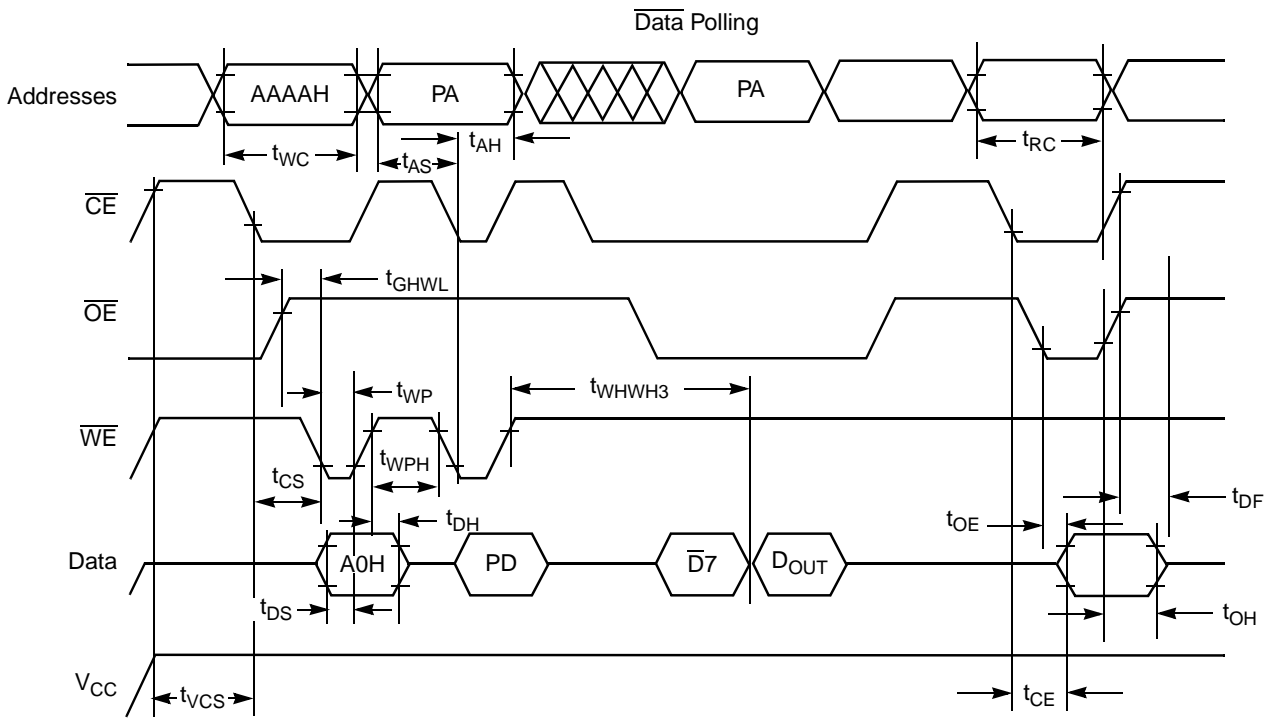 Data Polling
Addresses
AAAAH
PA
PA
tWC
tAS
tAH
tRC
CE
tGHWL
OE
tWP
tWHWH3
WE
tCS
tWPH
tDH
tOE
tDF
Data
A0H
PD
D7
DOUT
tDS
tOH
VCC
tVCS
tCE